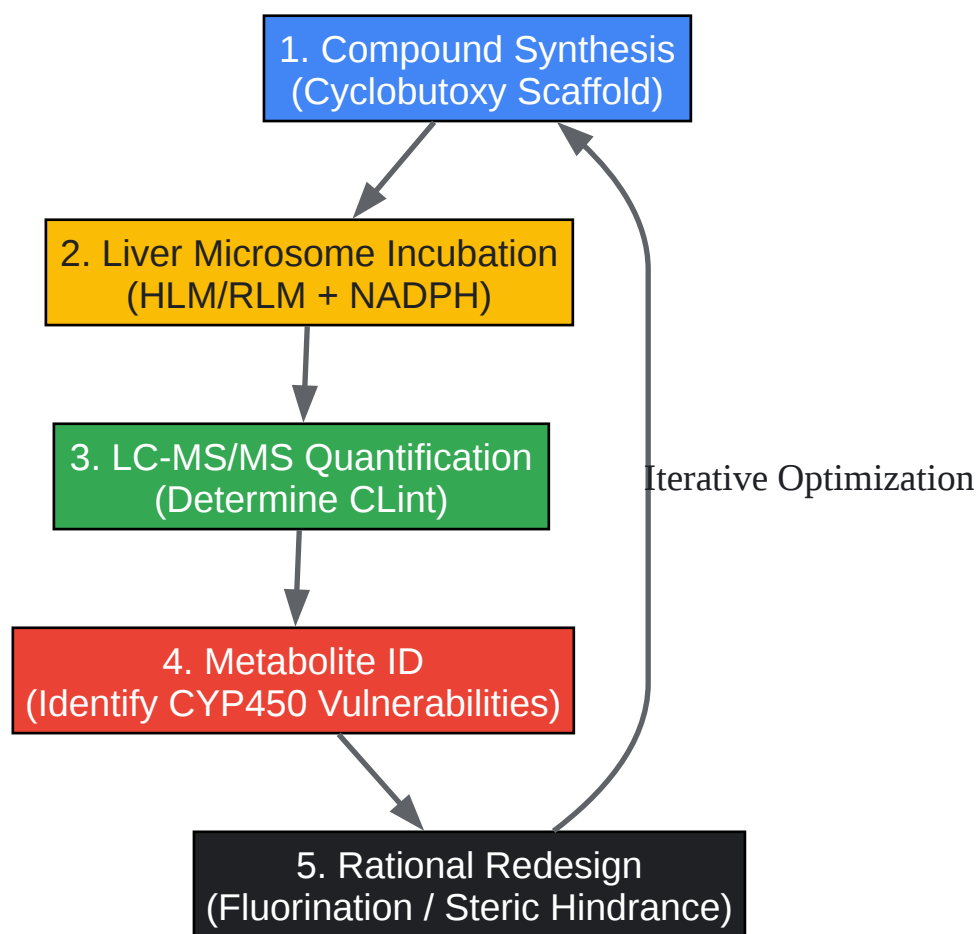 1. Compound Synthesis
(Cyclobutoxy Scaffold)
2. Liver Microsome Incubation
(HLM/RLM + NADPH)
3. LC-MS/MS Quantification
(Determine CLint)
Iterative Optimization
4. Metabolite ID
(Identify CYP450 Vulnerabilities)
5. Rational Redesign
(Fluorination / Steric Hindrance)